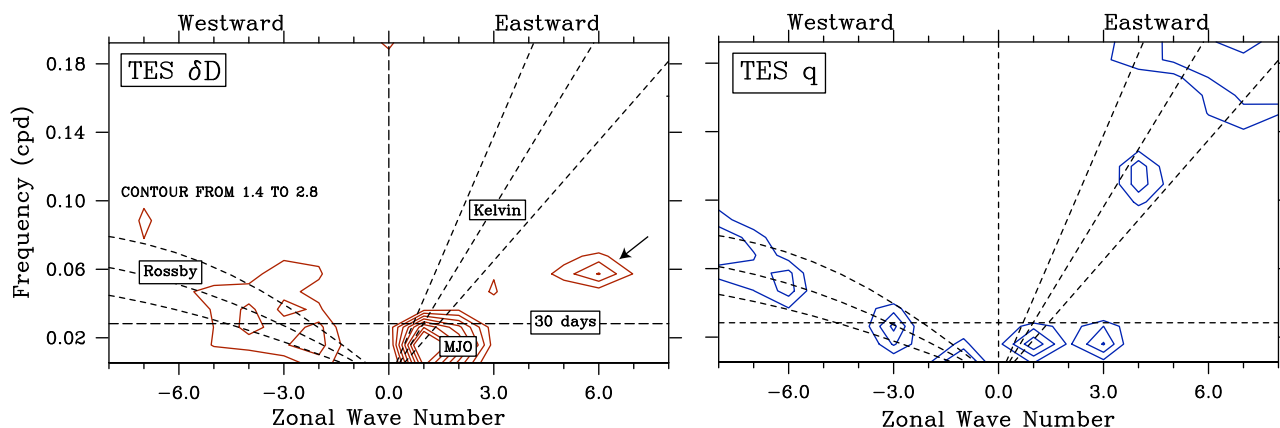 Westward Eastward
TES δD
Frequency (cpd)
0.18
0.14
0.10
0.06
0.02
CONTOUR FROM 1.4 TO 2.8
Kelvin
Rossby
30 days
MJO
−6.0 −3.0 0.0 3.0 6.0
Zonal Wave Number
Westward Eastward
TES q
−6.0 −3.0 0.0 3.0 6.0
Zonal Wave Number